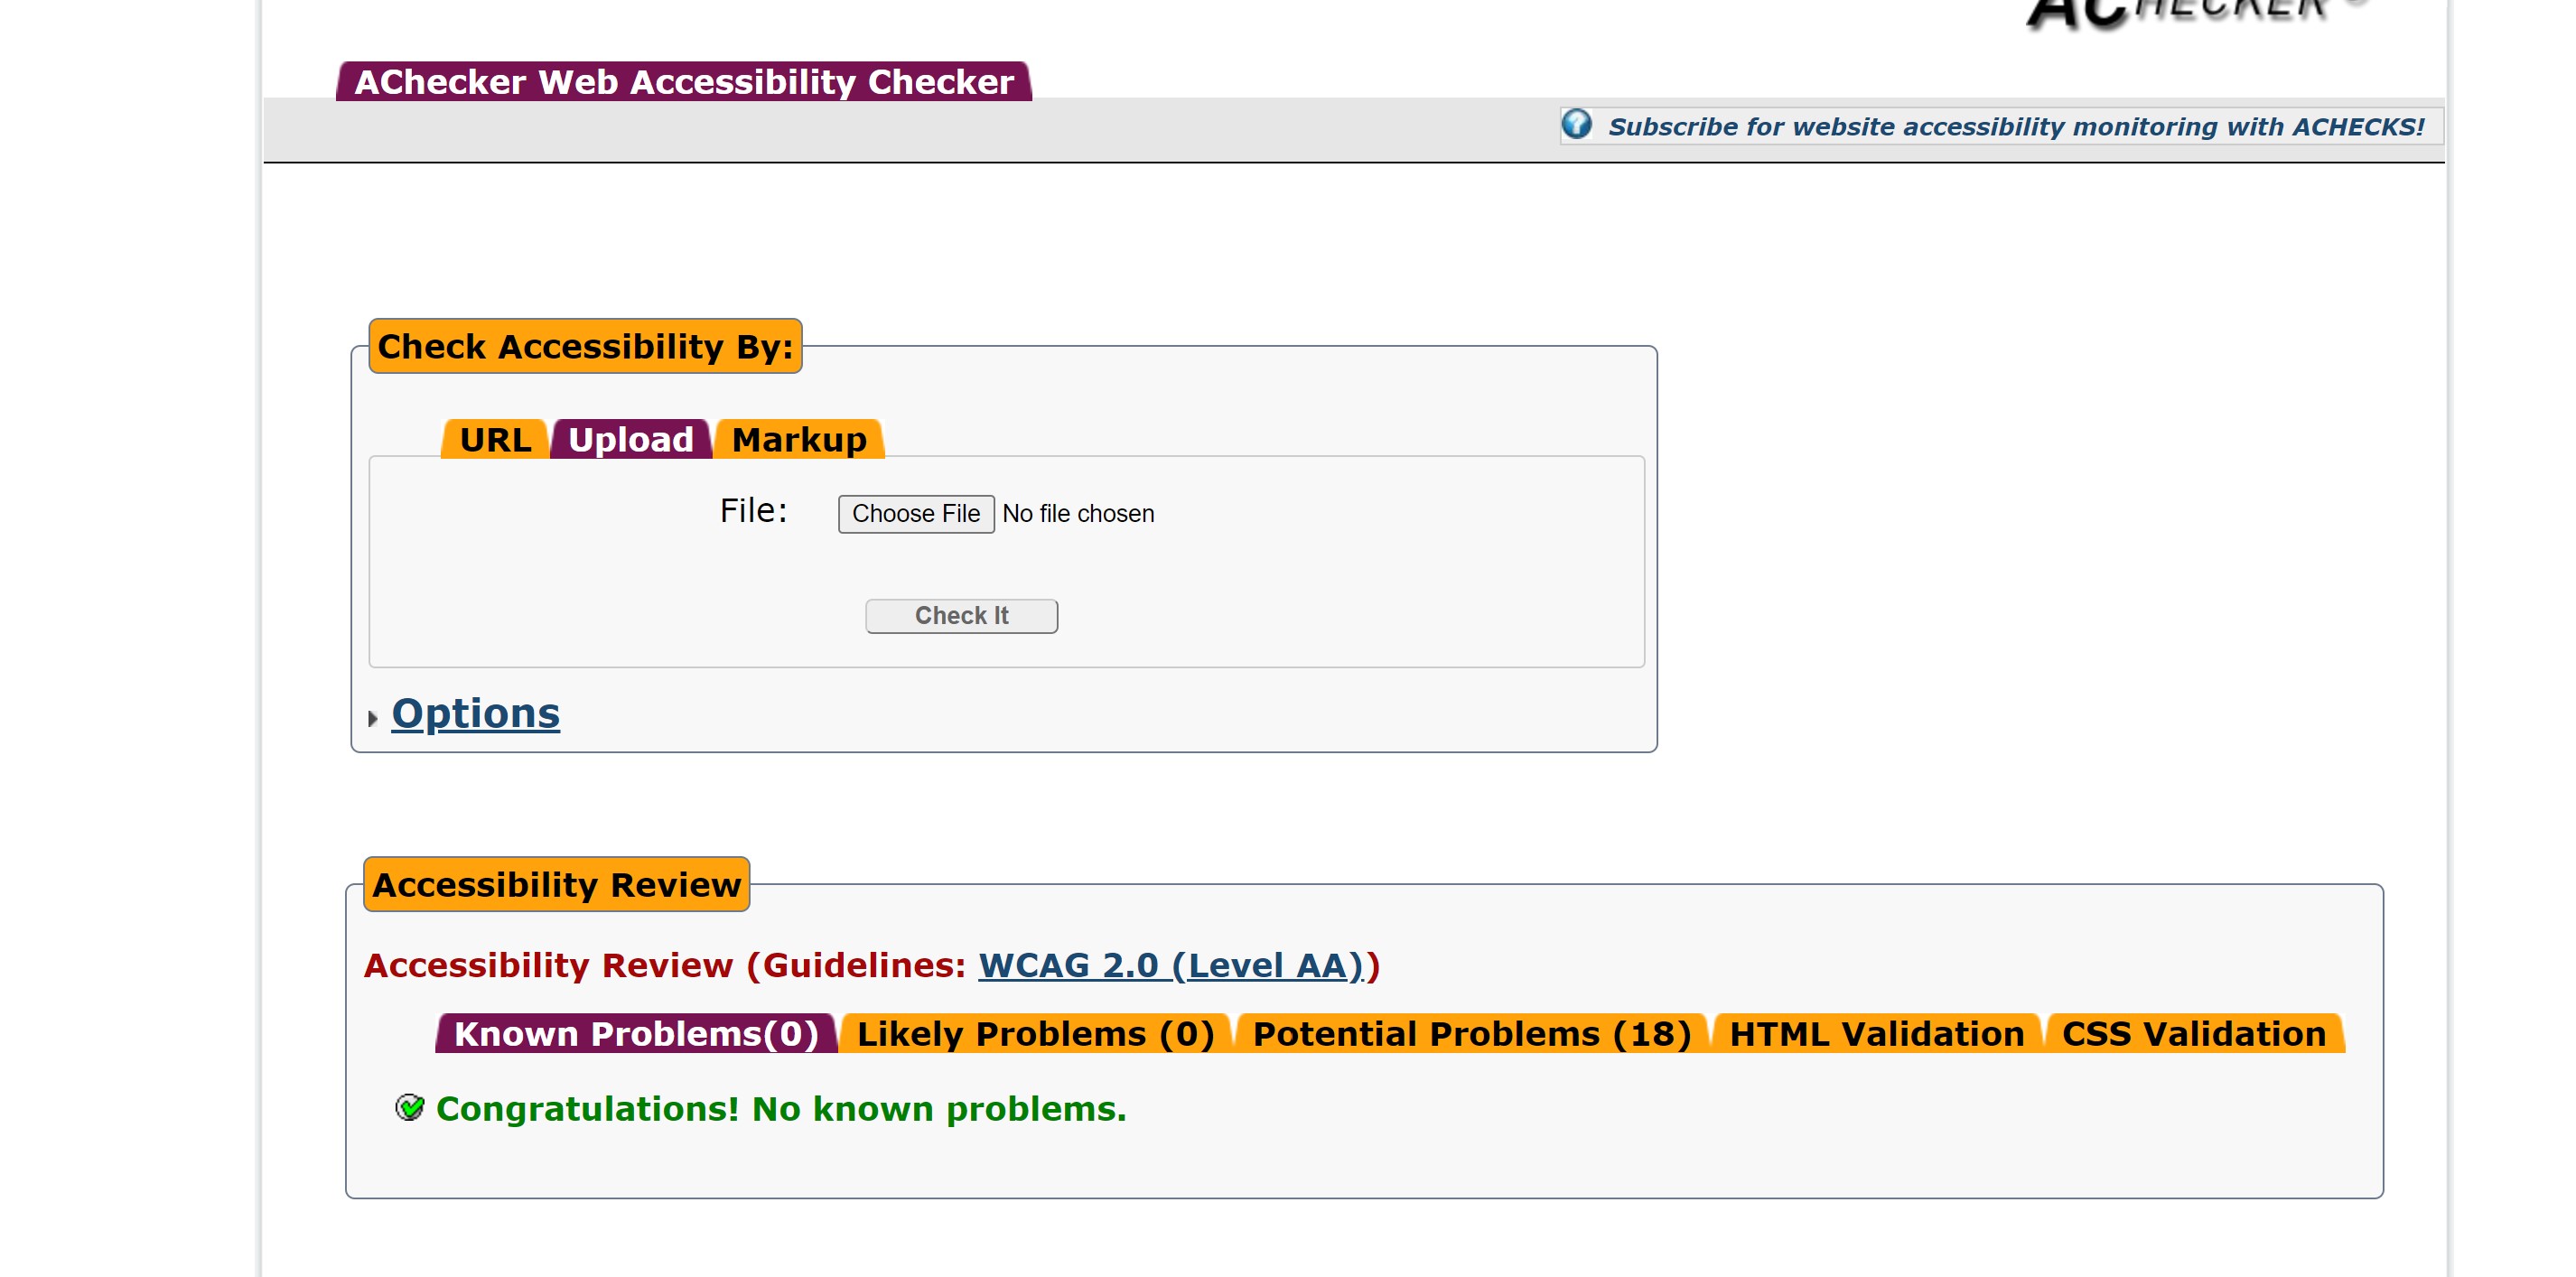 ACHECKER
AChecker Web Accessibility Checker
Subscribe for website accessibility monitoring with ACHECKS!
Check Accessibility By:
URL Upload Markup
File: Choose File No file chosen
Check It
Options
Accessibility Review
Accessibility Review (Guidelines: WCAG 2.0 (Level AA))
Known Problems(0) Likely Problems (0) Potential Problems (18) HTML Validation CSS Validation
Congratulations! No known problems.